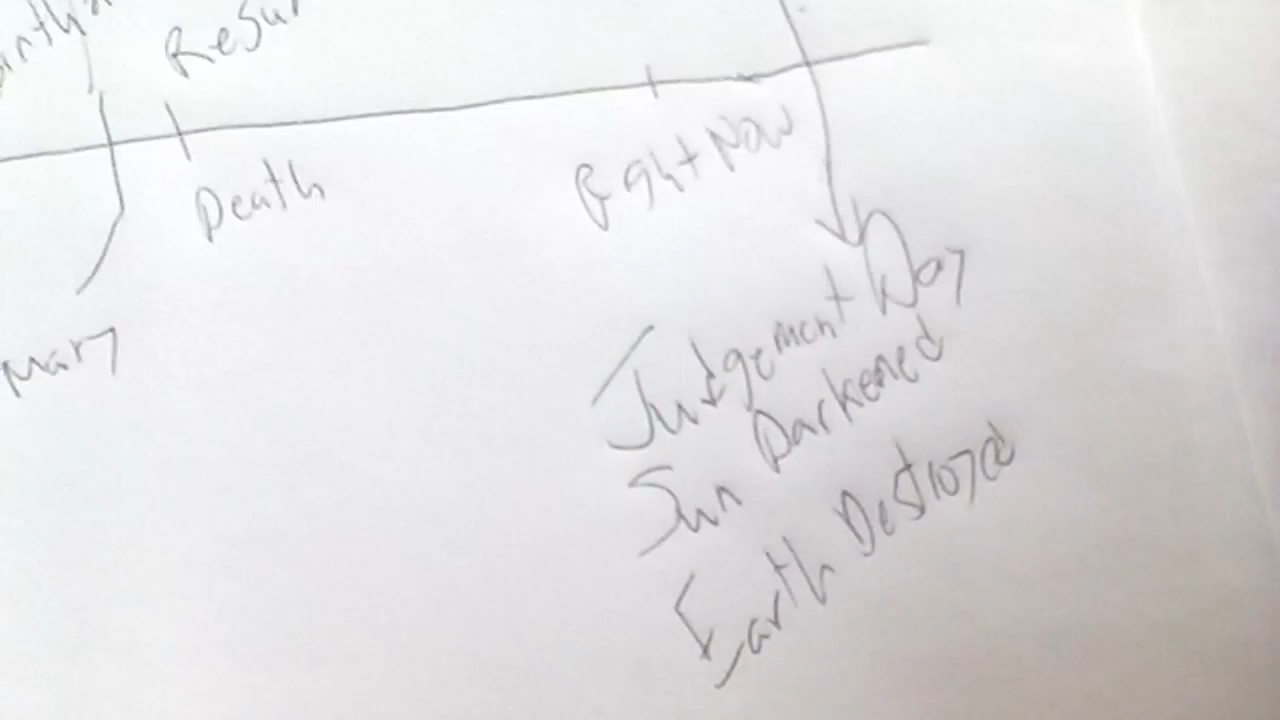 Resur
Death
Right Now
Mary
Judgement Day
Sun Darkened
Earth Destroyed